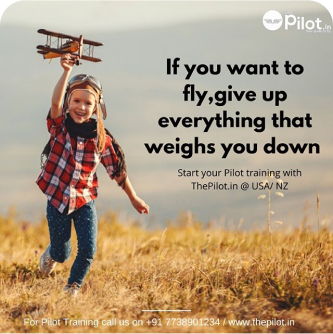 Pilot.in
If you want to
fly,give up
everything that
weighs you down
Start your Pilot training with
ThePilot.in @ USA/ NZ
For Pilot Training call us on +91 7738901234 / www.thepilot.in